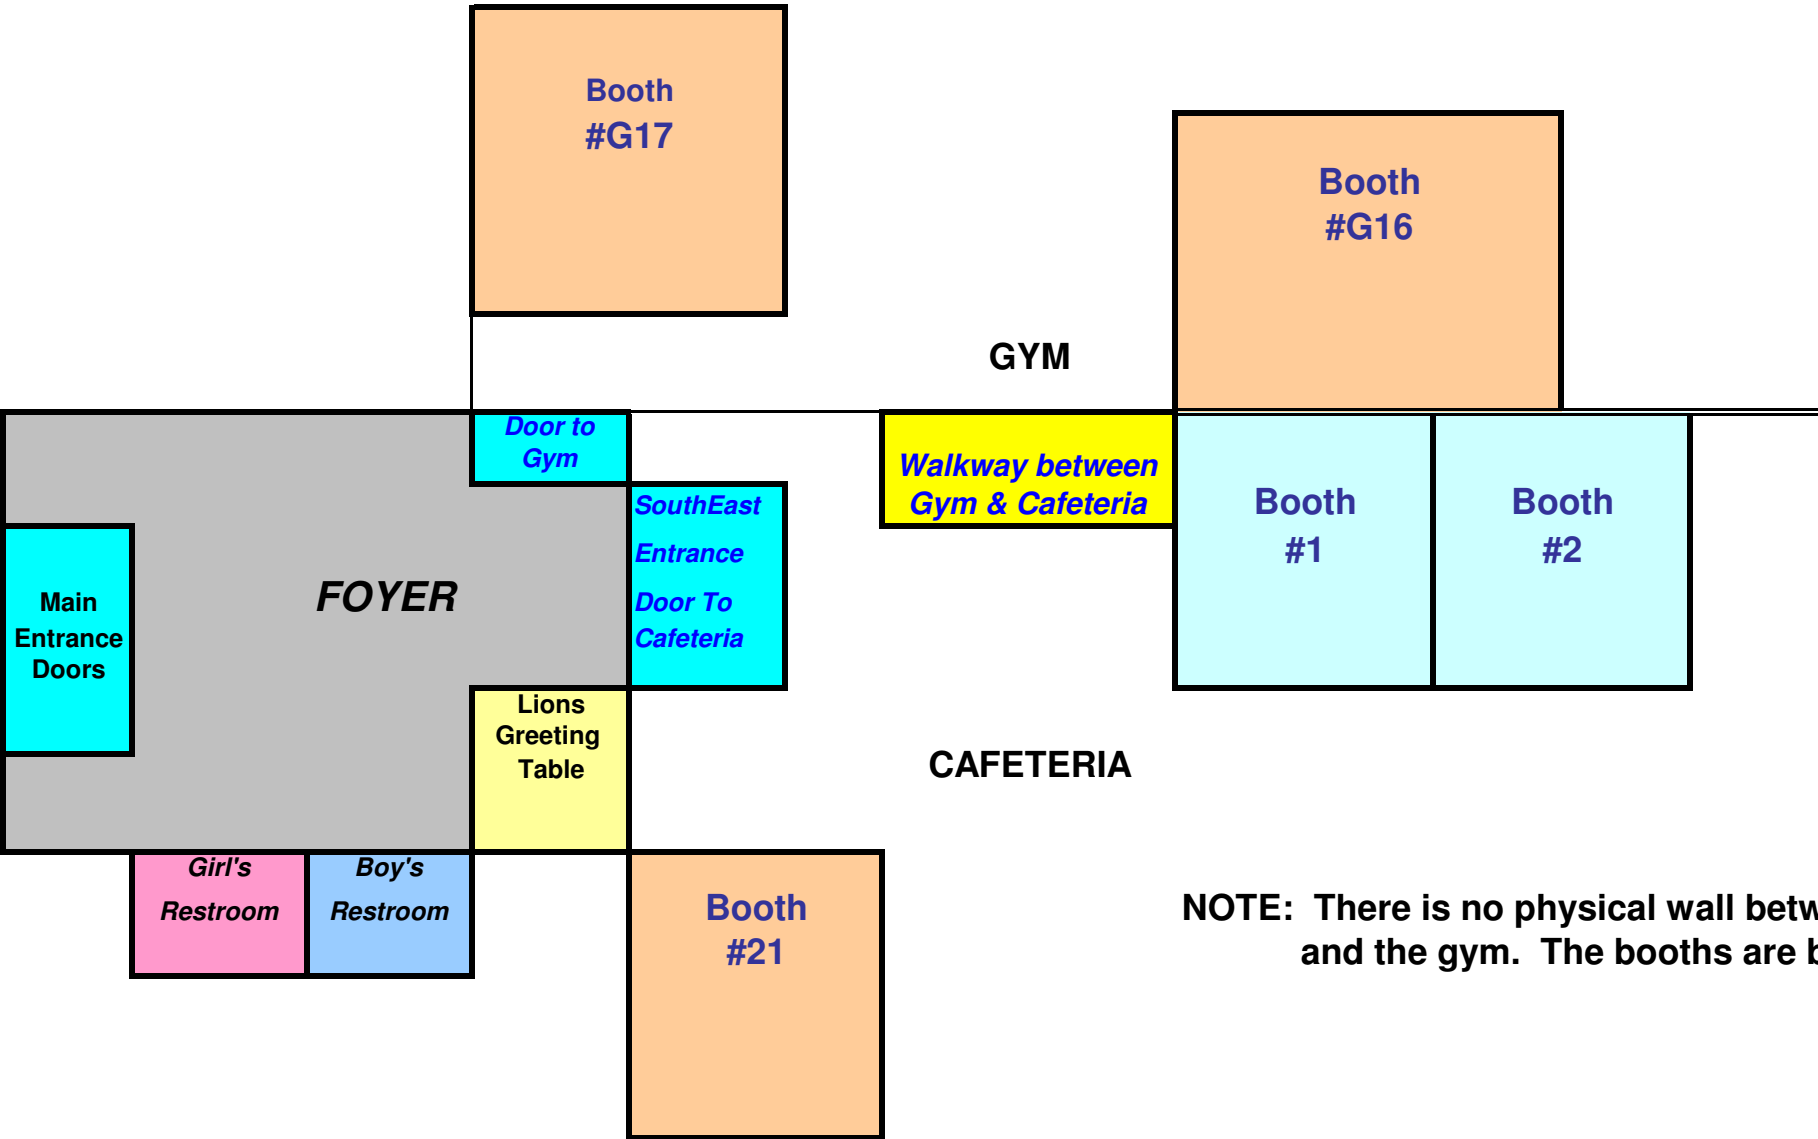 Booth
#G17
Booth
#G16
GYM
Door to
Gym
Walkway between
Gym & Cafeteria
SouthEast
Entrance
Door To
Cafeteria
Booth
#1
Booth
#2
FOYER
Main
Entrance
Doors
Lions
Greeting
Table
CAFETERIA
Girl's
Restroom
Boy's
Restroom
Booth
#21
NOTE:  There is no physical wall
and the gym.  The booths are